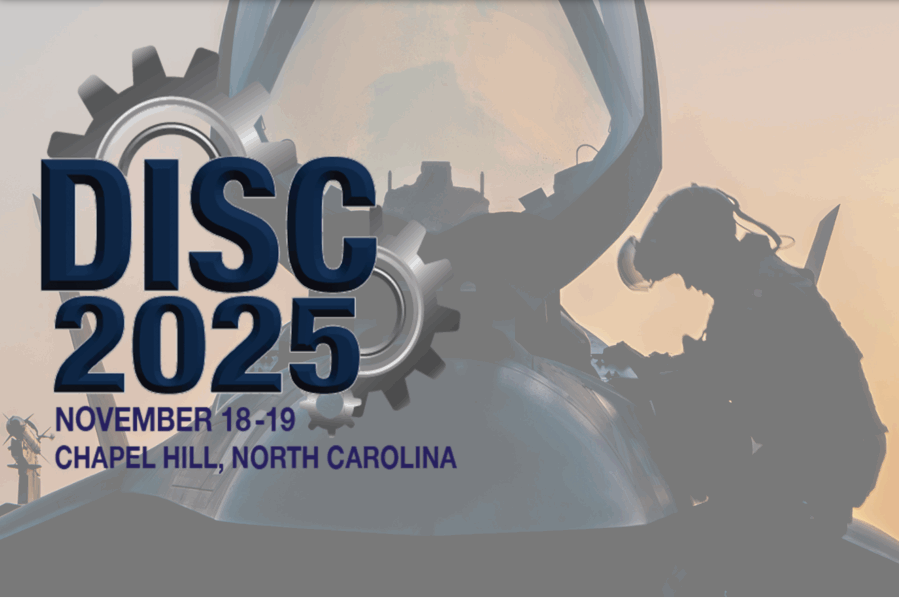 DISC
2025
NOVEMBER 18-19
CHAPEL HILL, NORTH CAROLINA